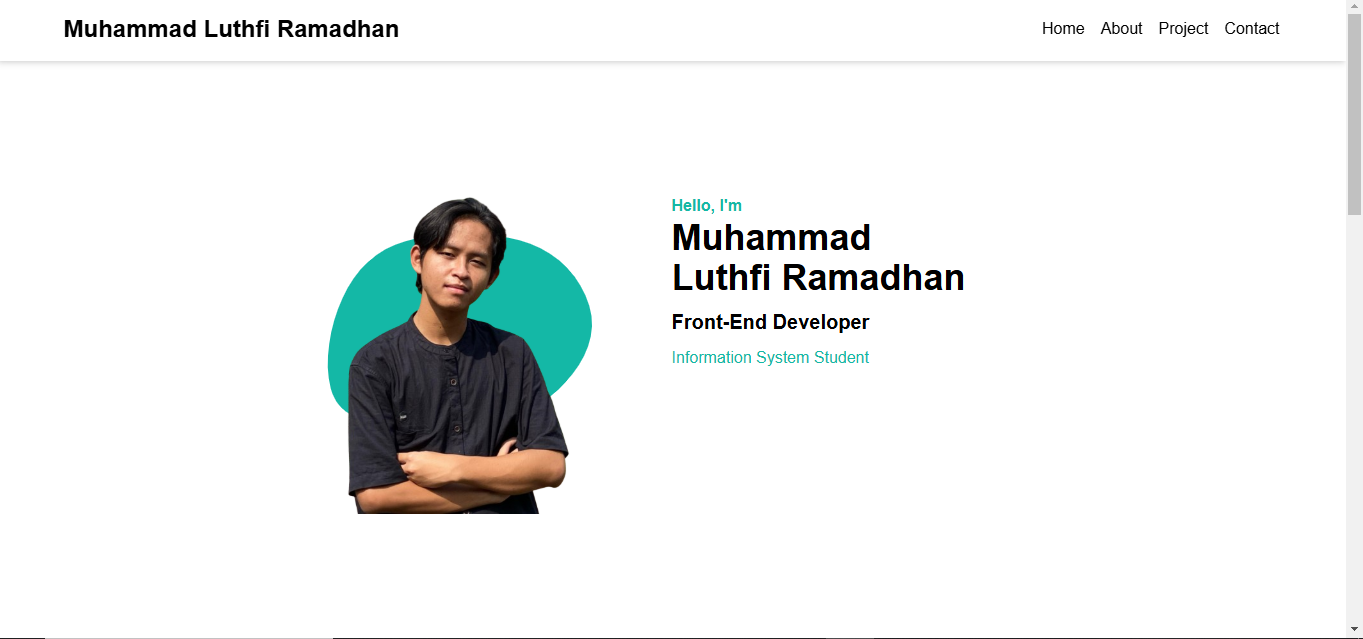 Muhammad Luthfi Ramadhan
Home About Project Contact
Hello, I'm
Muhammad
Luthfi Ramadhan
Front-End Developer
Information System Student